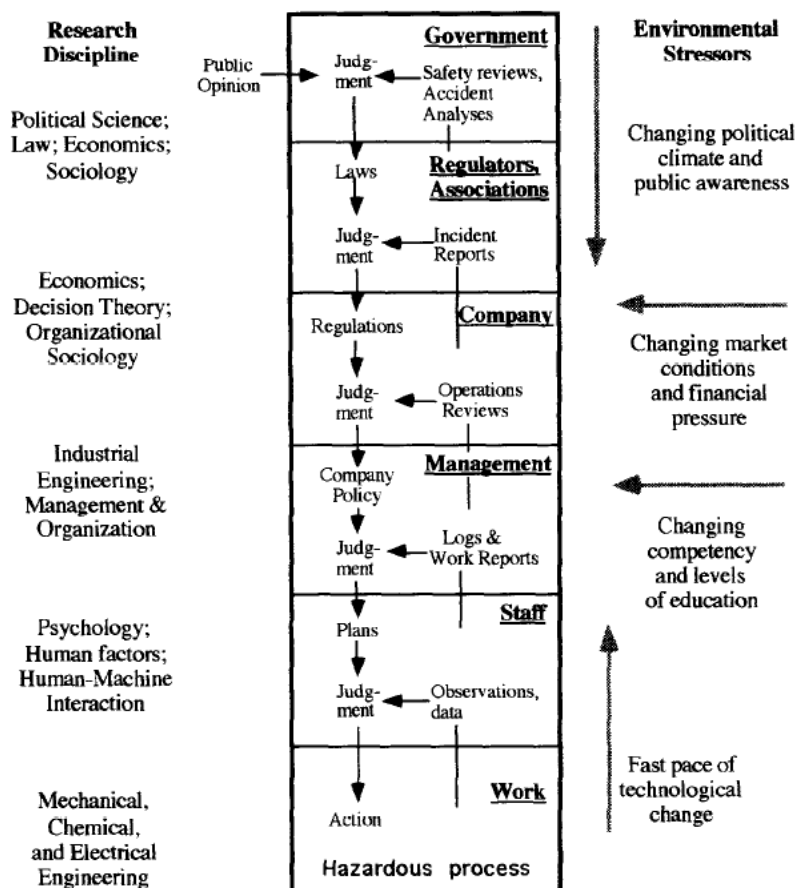 Research
Discipline
Political Science;
Law; Economics;
Sociology
Economics;
Decision Theory;
Organizational
Sociology
Industrial
Engineering;
Management &
Organization
Psychology;
Human factors;
Human-Machine
Interaction
Mechanical,
Chemical,
and Electrical
Engineering
Public
Opinion
Government
Judg-
ment
Safety reviews,
Accident
Analyses
Regulators,
Associations
Laws
Judg-
ment
Incident
Reports
Company
Regulations
Judg-
ment
Operations
Reviews
Management
Company
Policy
Judg-
ment
Logs &
Work Reports
Staff
Plans
Judg-
ment
Observations,
data
Work
Action
Hazardous process
Environmental
Stressors
Changing political
climate and
public awareness
Changing market
conditions
and financial
pressure
Changing
competency
and levels
of education
Fast pace of
technological
change